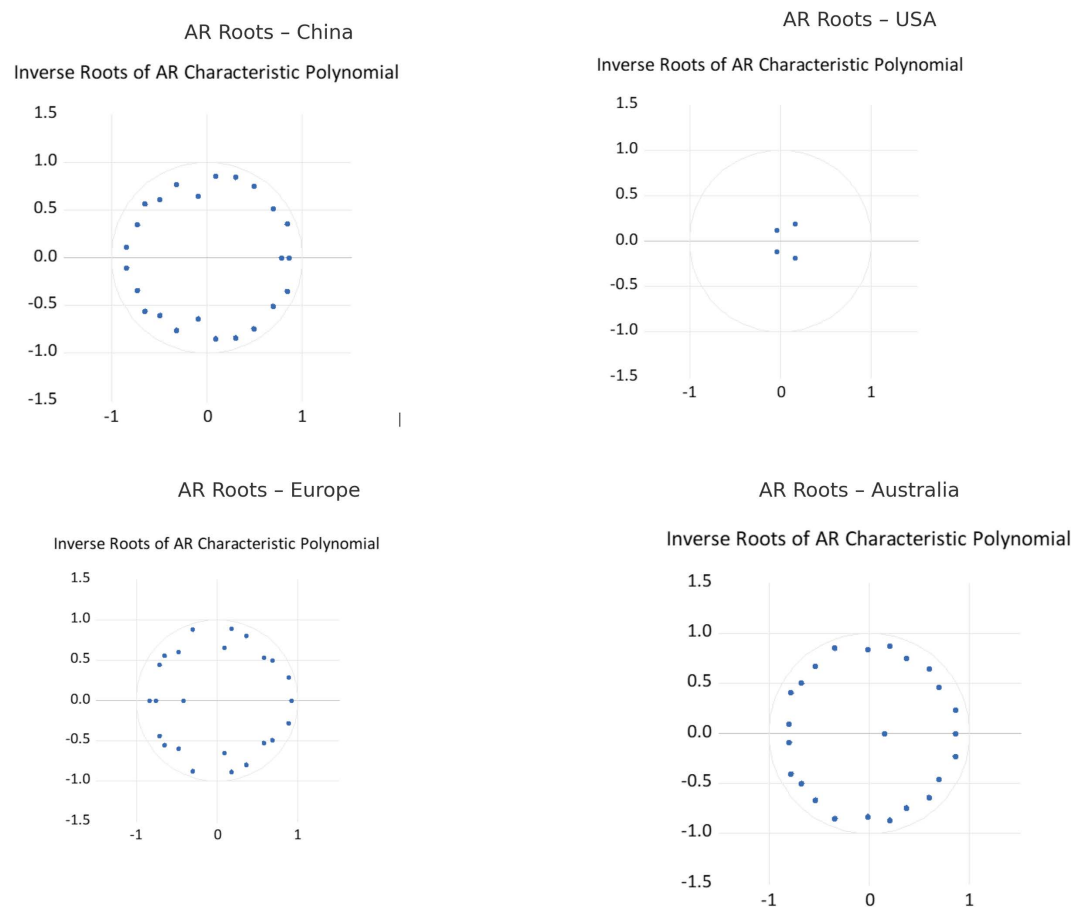 AR Roots – China
Inverse Roots of AR Characteristic Polynomial
1.5
1.0
0.5
0.0
-0.5
-1.0
-1.5
-1 0 1
AR Roots – USA
Inverse Roots of AR Characteristic Polynomial
1.5
1.0
0.5
0.0
-0.5
-1.0
-1.5
-1 0 1
AR Roots – Europe
Inverse Roots of AR Characteristic Polynomial
1.5
1.0
0.5
0.0
-0.5
-1.0
-1.5
-1 0 1
AR Roots – Australia
Inverse Roots of AR Characteristic Polynomial
1.5
1.0
0.5
0.0
-0.5
-1.0
-1.5
-1 0 1